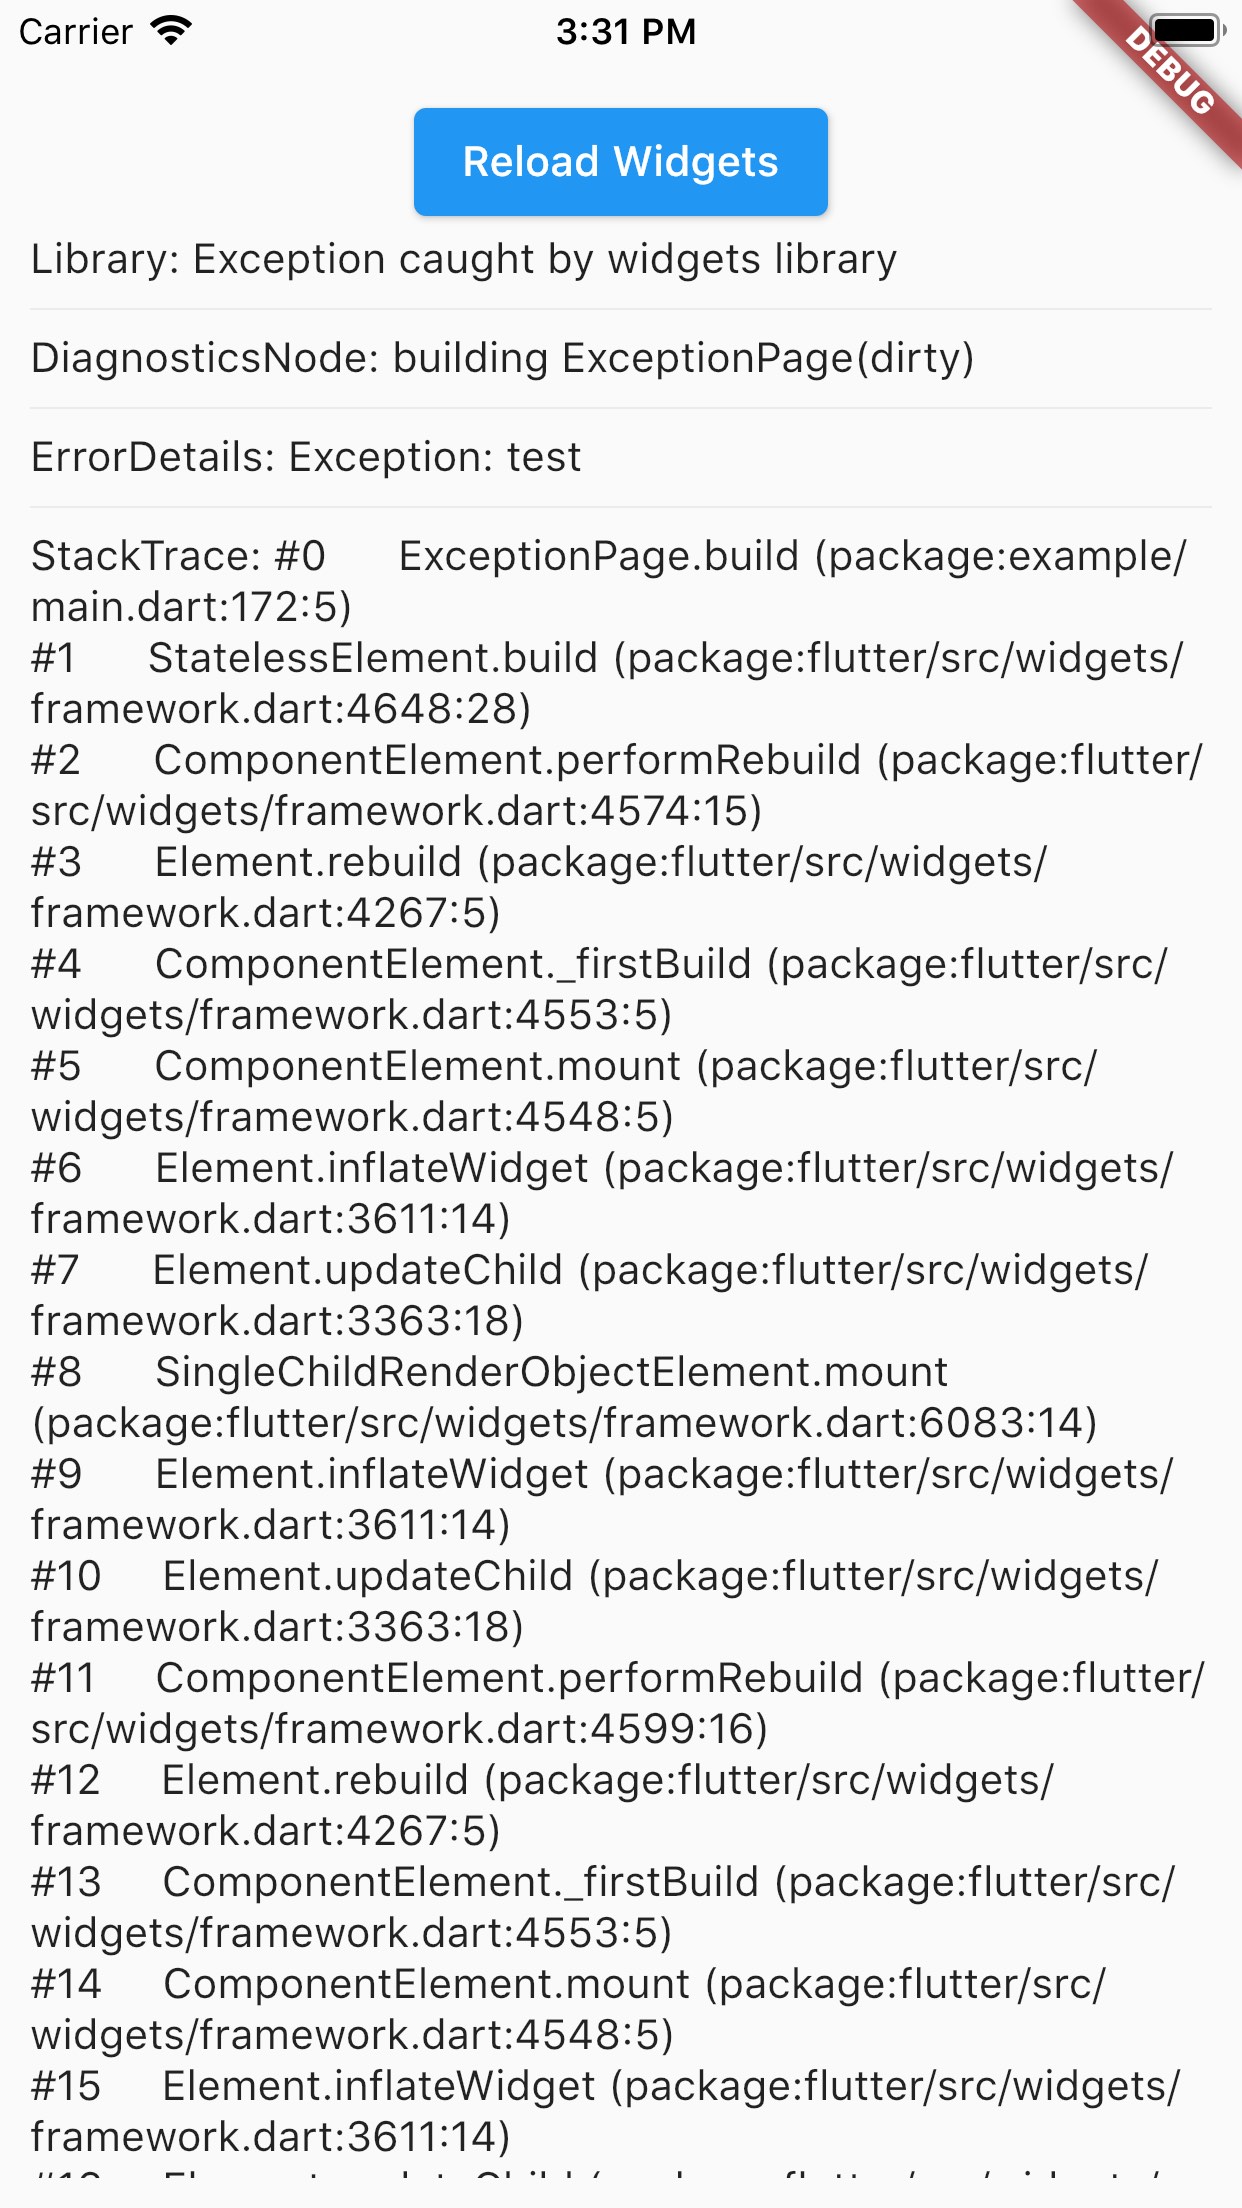 Carrier
3:31 PM
DEBUG
Reload Widgets
Library: Exception caught by widgets library
DiagnosticsNode: building ExceptionPage(dirty)
ErrorDetails: Exception: test
StackTrace: #0 ExceptionPage.build (package:example/
main.dart:172:5)
#1 StatelessElement.build (package:flutter/src/widgets/
framework.dart:4648:28)
#2 ComponentElement.performRebuild (package:flutter/
src/widgets/framework.dart:4574:15)
#3 Element.rebuild (package:flutter/src/widgets/
framework.dart:4267:5)
#4 ComponentElement._firstBuild (package:flutter/src/
widgets/framework.dart:4553:5)
#5 ComponentElement.mount (package:flutter/src/
widgets/framework.dart:4548:5)
#6 Element.inflateWidget (package:flutter/src/widgets/
framework.dart:3611:14)
#7 Element.updateChild (package:flutter/src/widgets/
framework.dart:3363:18)
#8 SingleChildRenderObjectElement.mount
(package:flutter/src/widgets/framework.dart:6083:14)
#9 Element.inflateWidget (package:flutter/src/widgets/
framework.dart:3611:14)
#10 Element.updateChild (package:flutter/src/widgets/
framework.dart:3363:18)
#11 ComponentElement.performRebuild (package:flutter/
src/widgets/framework.dart:4599:16)
#12 Element.rebuild (package:flutter/src/widgets/
framework.dart:4267:5)
#13 ComponentElement._firstBuild (package:flutter/src/
widgets/framework.dart:4553:5)
#14 ComponentElement.mount (package:flutter/src/
widgets/framework.dart:4548:5)
#15 Element.inflateWidget (package:flutter/src/widgets/
framework.dart:3611:14)